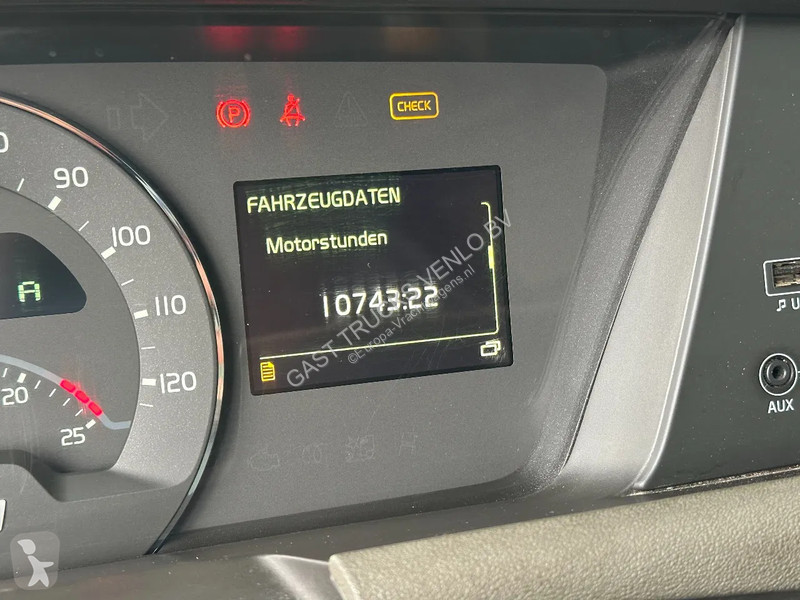 CHECK
FAHRZEUGDATEN
Motorstunden
10743:22
90
100
110
120
A
20
25
AUX
GAST TRUCKS VENLO BV
©Europa-Vrachtwagens.nl